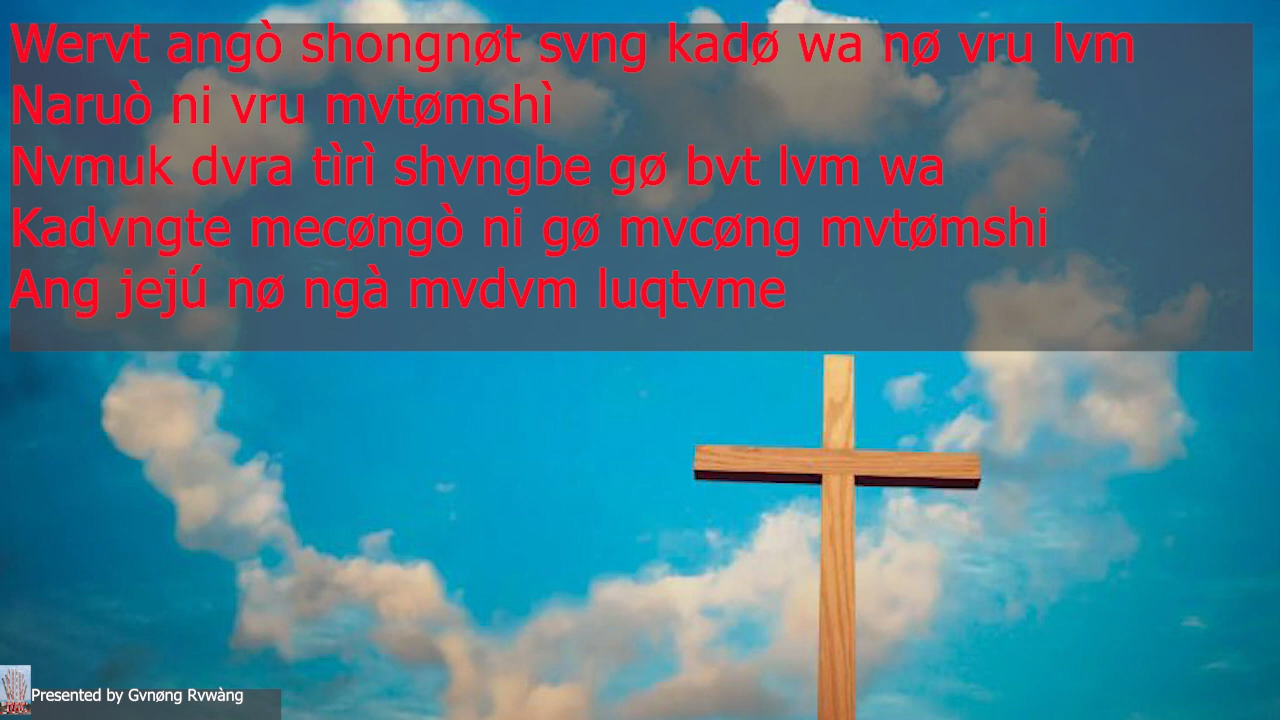 Wervt angò shongnøt svng kadø wa nø vru lvm
Naruò ni vru mvtømshì
Nvmuk dvra tìrì shvngbe gø bvt lvm wa
Kadvngte mecøngò ni gø mvcøng mvtømshi
Ang jejú nø ngà mvdvm luqtvme
Presented by Gvnøng Rvwàng